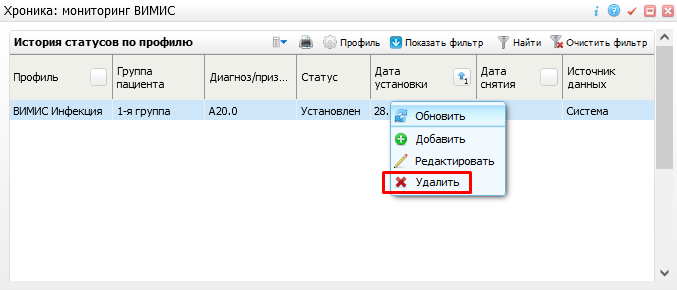 Хроника: мониторинг ВИМИС
История статусов по профилю Профиль Показать фильтр Найти Очистить фильтр
Профиль Группа пациента Диагноз/приз... Статус Дата установки 1 Дата снятия Источник данных
ВИМИС Инфекция 1-я группа A20.0 Установлен 28. Система
Обновить
Добавить
Редактировать
Удалить